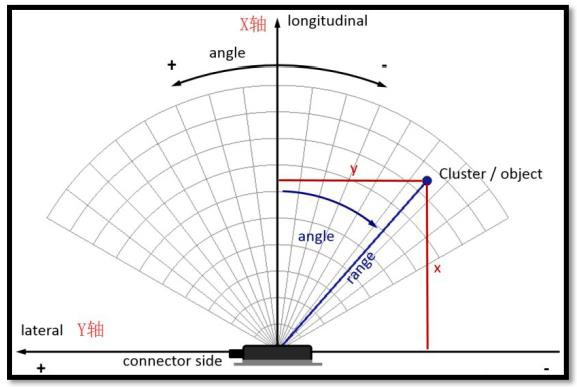 X轴 longitudinal
angle
+ -
y
Cluster / object
angle
range
x
lateral Y轴
connector side
+ -